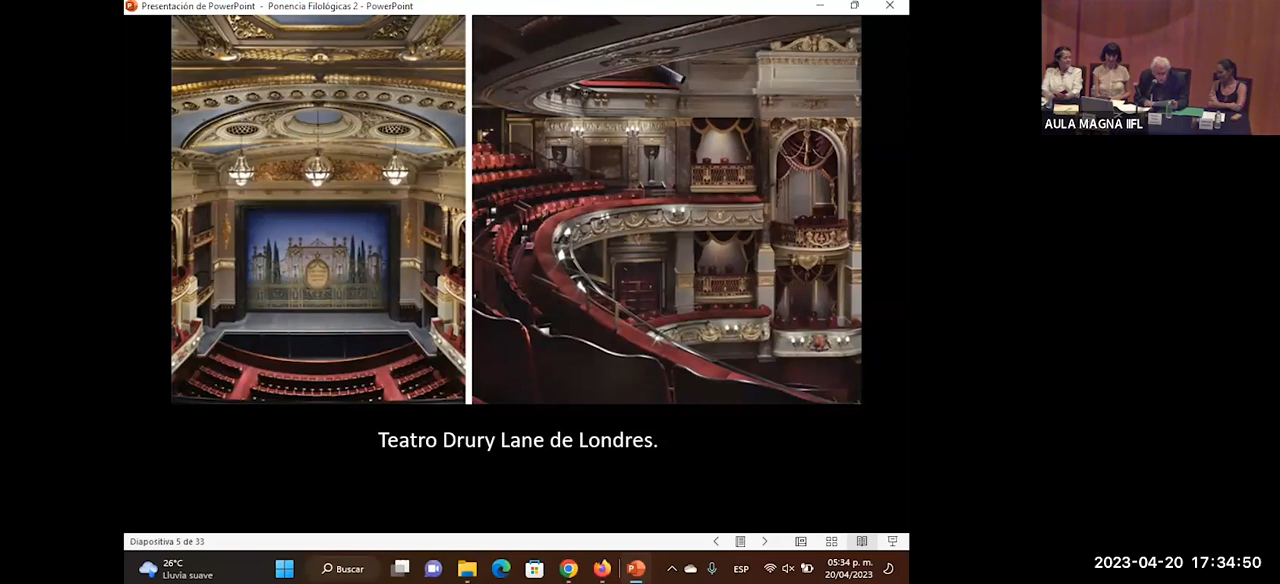 Presentación de PowerPoint - Ponencia Filológicas 2 - PowerPoint
AULA MAGNA IIFL
Teatro Drury Lane de Londres.
Diapositiva 5 de 33
26°C
Lluvia suave
Buscar
ESP
05:34 p. m.
20/04/2023
2023-04-20 17:34:50